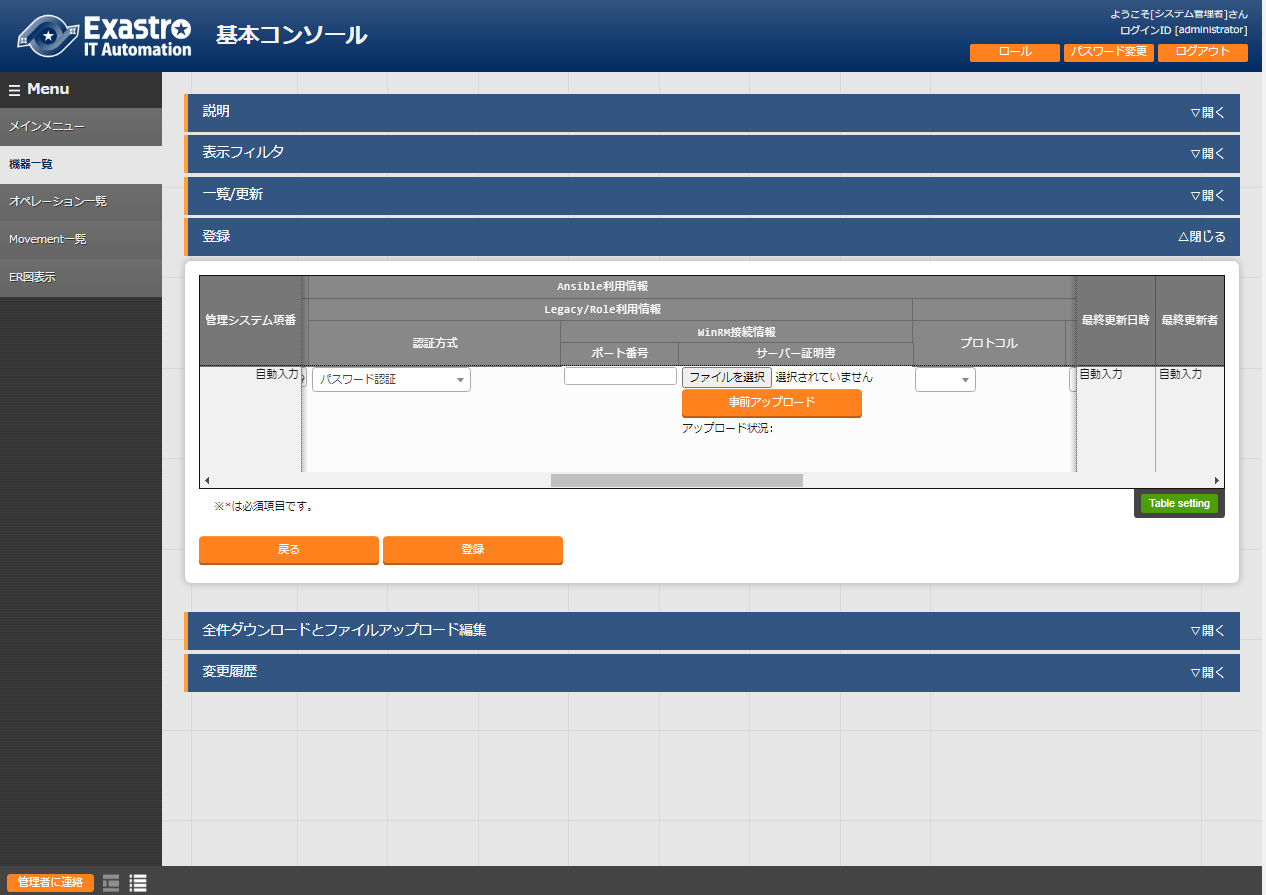 Exastro
IT Automation
基本コンソール
ようこそ[システム管理者]さん
ログインID [administrator]
ロール
パスワード変更
ログアウト
Menu
メインメニュー
機器一覧
オペレーション一覧
Movement一覧
ER図表示
説明
▽開く
表示フィルタ
▽開く
一覧/更新
▽開く
登録
△閉じる
管理システム項番
Ansible利用情報
Legacy/Role利用情報
認証方式
WinRM接続情報
ポート番号
サーバー証明書
プロトコル
最終更新日時
最終更新者
自動入力
パスワード認証
ファイルを選択 選択されていません
事前アップロード
アップロード状況:
自動入力
自動入力
※*は必須項目です。
Table setting
戻る
登録
全件ダウンロードとファイルアップロード編集
▽開く
変更履歴
▽開く
管理者に連絡